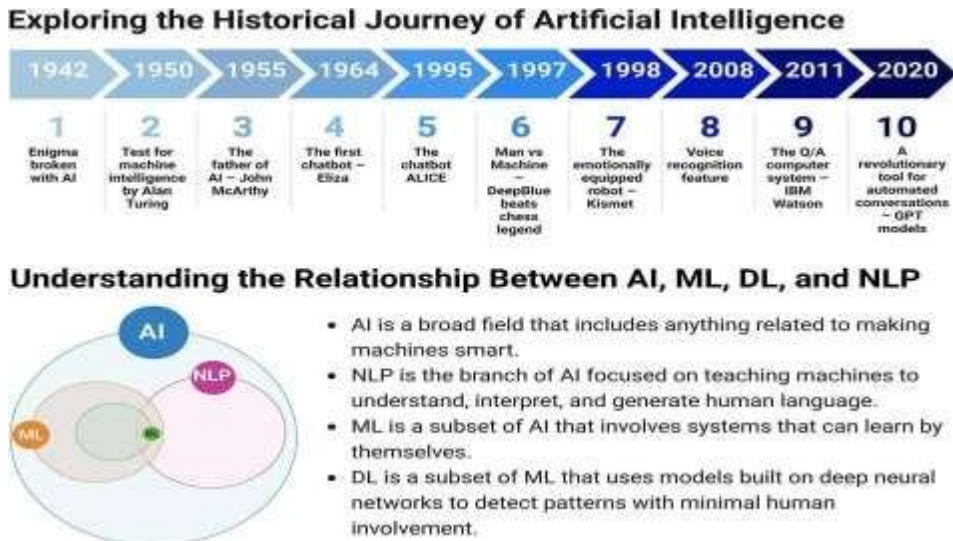 Exploring the Historical Journey of Artificial Intelligence
1942 1950 1955 1964 1995 1997 1998 2008 2011 2020
1
Enigma
broken
with AI
2
Test for
machine
intelligence
by Alan
Turing
3
The
father of
AI – John
McArthy
4
The first
chatbot –
Eliza
5
The
chatbot
ALICE
6
Man vs
Machine
–
DeepBlue
beats
chess
legend
7
The
emotionally
equipped
robot –
Kismet
8
Voice
recognition
feature
9
The Q/A
computer
system –
IBM
Watson
10
A
revolutionary
tool for
automated
conversations
– GPT
models
Understanding the Relationship Between AI, ML, DL, and NLP
AI
NLP
ML
• AI is a broad field that includes anything related to making
machines smart.
• NLP is the branch of AI focused on teaching machines to
understand, interpret, and generate human language.
• ML is a subset of AI that involves systems that can learn by
themselves.
• DL is a subset of ML that uses models built on deep neural
networks to detect patterns with minimal human
involvement.